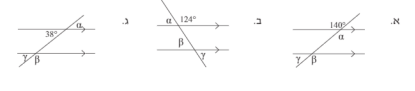 א. 140° α γ β
ב. α 124° β γ
ג. α 38° γ β